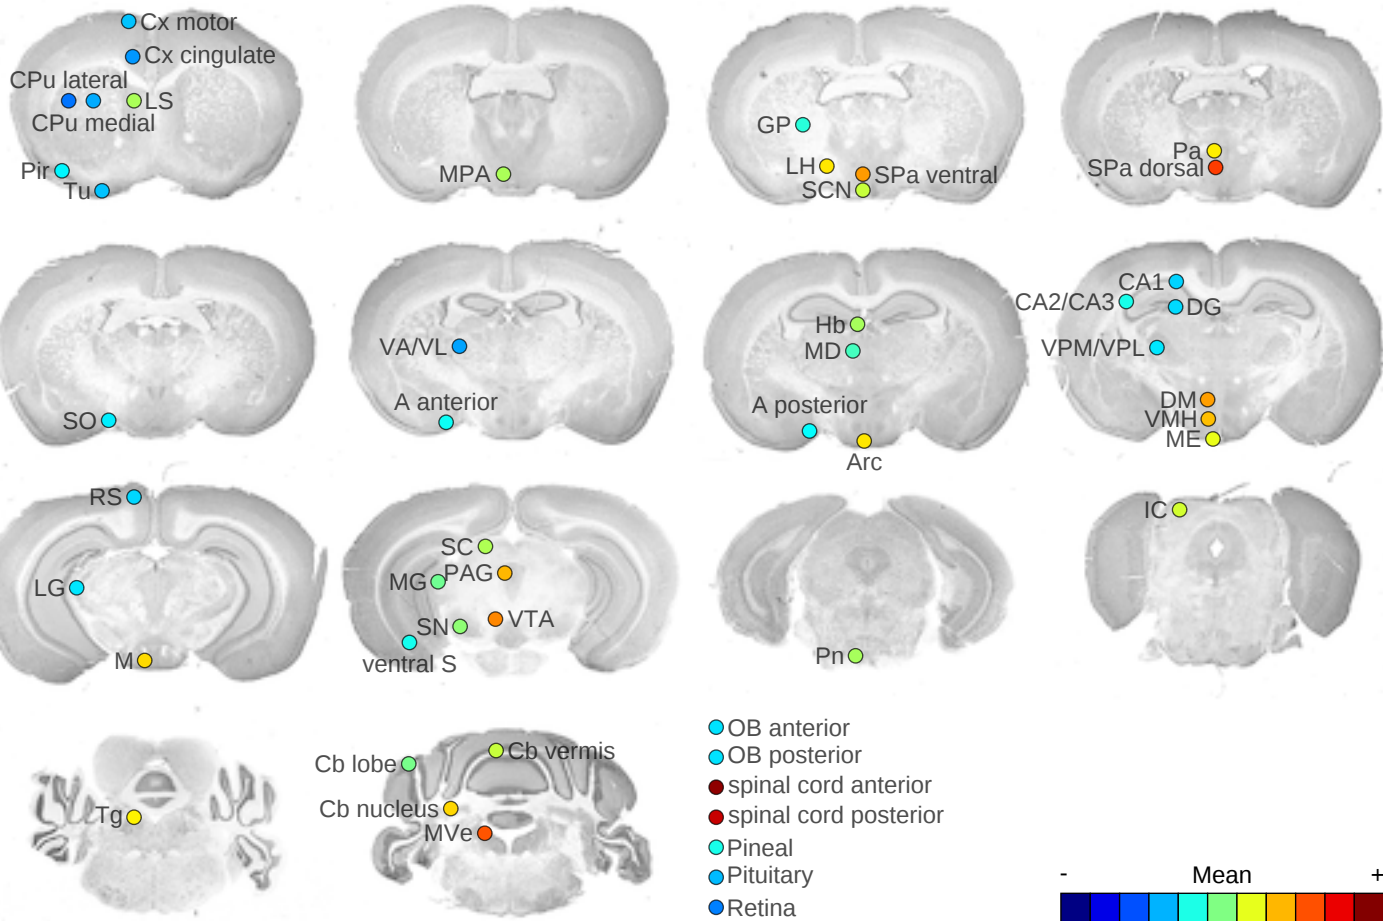 Cx motor
Cx cingulate
CPu lateral
LS
CPu medial
Pir
Tu
MPA
GP
LH
SPa ventral
SCN
Pa
SPa dorsal
SO
VA/VL
A anterior
Hb
MD
A posterior
Arc
CA1
CA2/CA3
DG
VPM/VPL
DM
VMH
ME
RS
LG
M
SC
MG
PAG
SN
VTA
ventral S
Pn
IC
Tg
Cb lobe
Cb vermis
Cb nucleus
MVe
OB anterior
OB posterior
spinal cord anterior
spinal cord posterior
Pineal
Pituitary
Retina
- Mean +